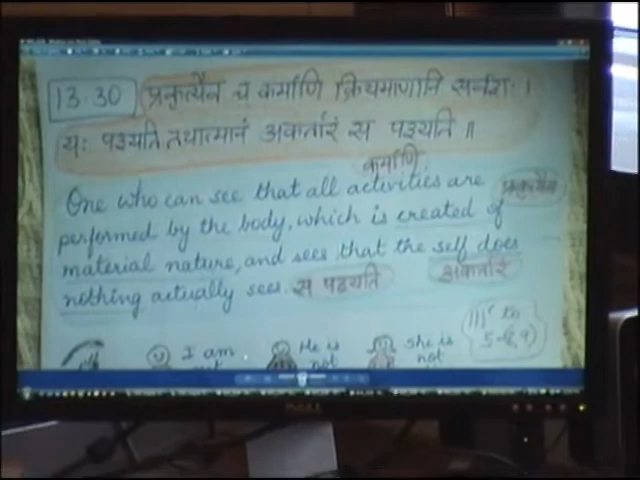 13.30 प्रकृत्यैव च कर्माणि क्रियमाणानि सर्वशः ।
यः पश्यति तथात्मानं अकर्तारं स पश्यति ॥
कर्माणि
One who can see that all activities are प्रकृत्यैव
performed by the body, which is created of
material nature, and sees that the self does
nothing actually sees. स पश्यति अकर्तारं
I am He is She is
not not
DELL